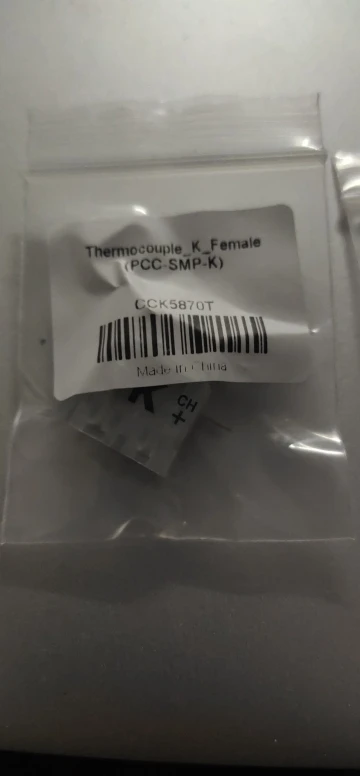 Thermocouple_K_Female
(PCC-SMP-K)
CCK5870T
Made in China
K
CH
+